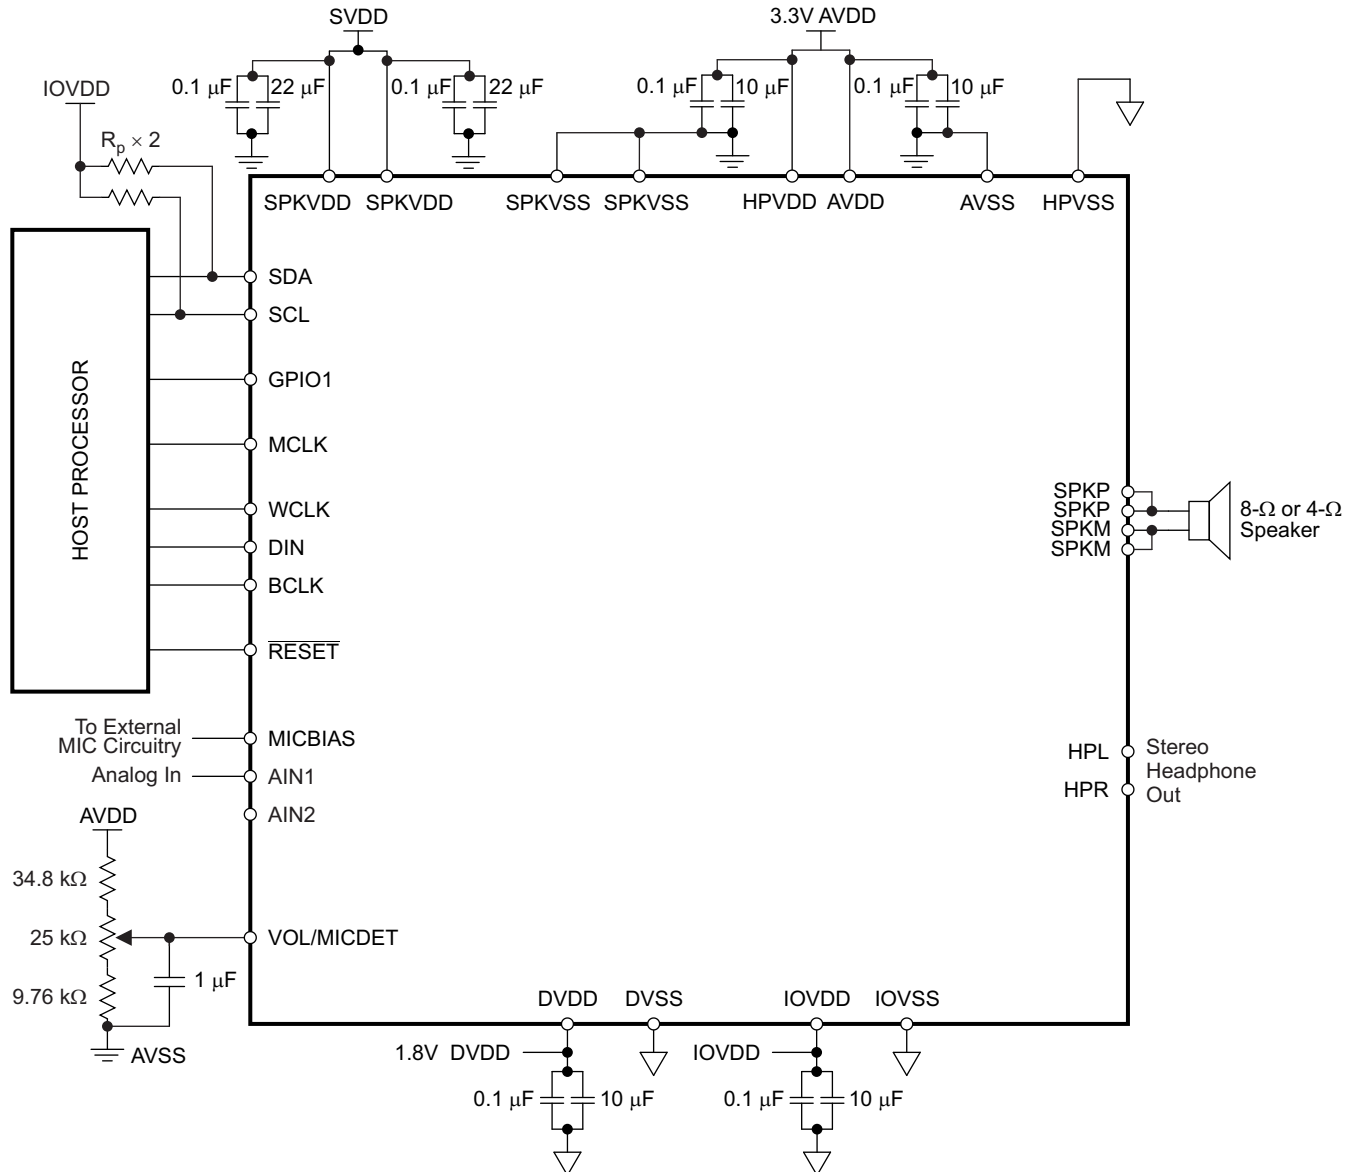 SVDD
3.3V AVDD
0.1 μF
22 μF
0.1 μF
22 μF
0.1 μF
10 μF
0.1 μF
10 μF
IOVDD
Rp × 2
SPKVDD
SPKVDD
SPKVSS
SPKVSS
HPVDD
AVDD
AVSS
HPVSS
HOST PROCESSOR
SDA
SCL
GPIO1
MCLK
WCLK
DIN
BCLK
RESET
SPKP
SPKP
SPKM
SPKM
8-Ω or 4-Ω
Speaker
To External
MIC Circuitry
MICBIAS
Analog In
AIN1
AIN2
HPL
HPR
Stereo
Headphone
Out
AVDD
34.8 kΩ
25 kΩ
9.76 kΩ
VOL/MICDET
1 μF
AVSS
DVDD
DVSS
IOVDD
IOVSS
1.8V DVDD
IOVDD
0.1 μF
10 μF
0.1 μF
10 μF